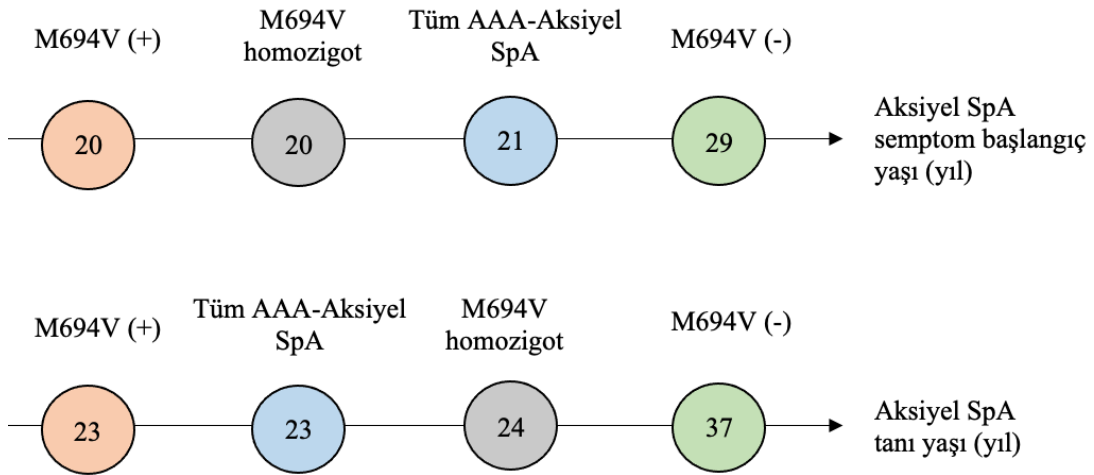 M694V (+)
M694V
homozigot
Tüm AAA-Aksiyel
SpA
M694V (-)
20
20
21
29
Aksiyel SpA
semptom başlangıç
yaşı (yıl)
M694V (+)
Tüm AAA-Aksiyel
SpA
M694V
homozigot
M694V (-)
23
23
24
37
Aksiyel SpA
tanı yaşı (yıl)